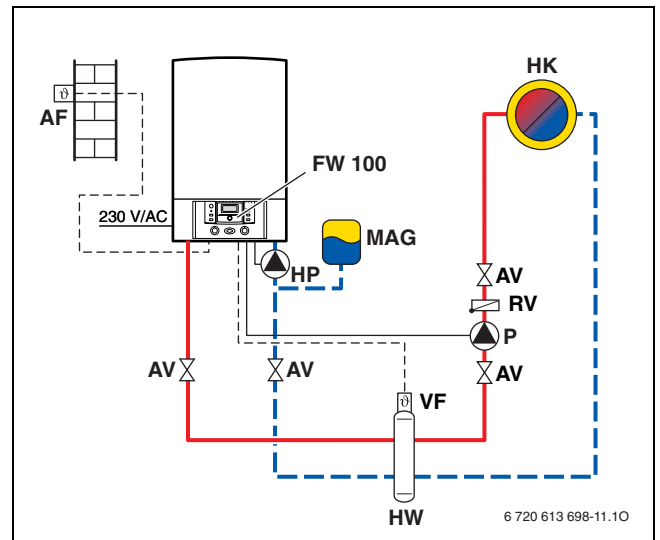 HK
ϑ
AF
FW 100
230 V/AC
MAG
HP
AV
RV
P
AV
AV
AV
ϑ
VF
HW
6 720 613 698-11.1O